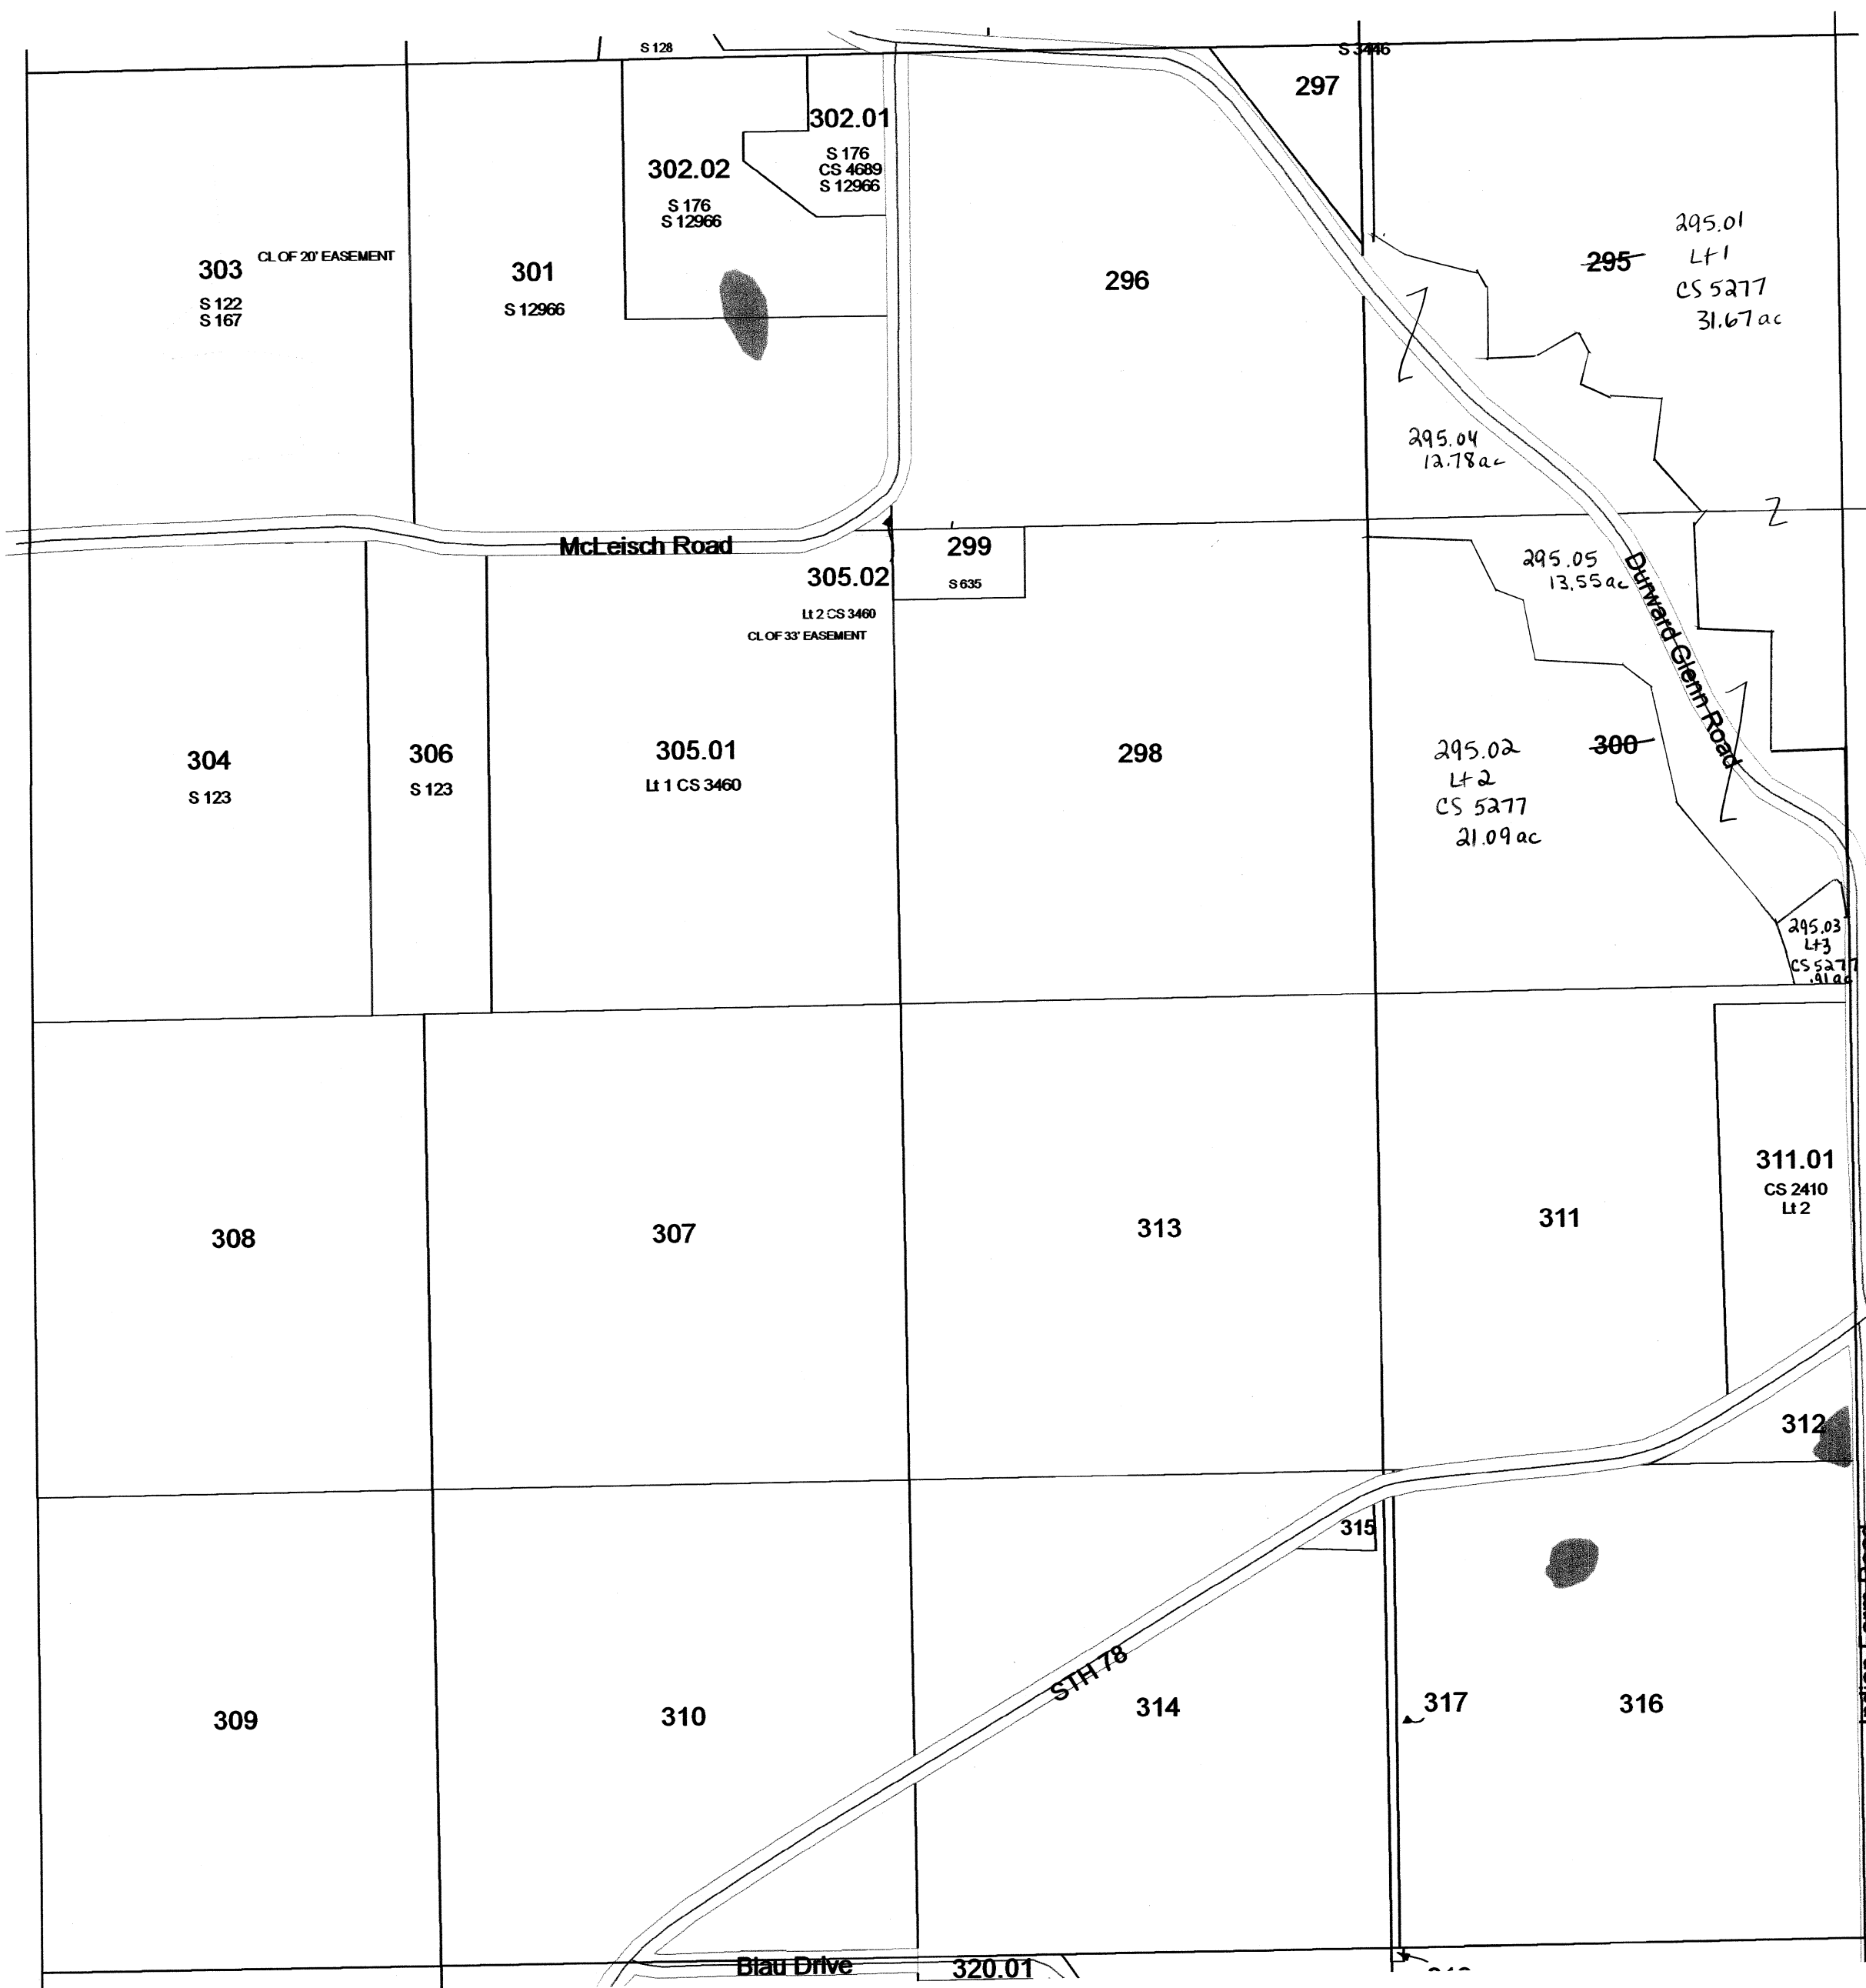 S 128
S 3446
297
302.01
S 176
CS 4689
S 12966
302.02
S 176
S 12966
303
CL OF 20' EASEMENT
S 122
S 167
301
S 12966
296
295
295.01
Lt 1
CS 5277
31.67 ac
295.04
12.78 ac
2
McLeisch Road
299
S 635
305.02
Lt 2 CS 3460
CL OF 33' EASEMENT
295.05
13.55 ac
Durward Glenn Road
304
S 123
306
S 123
305.01
Lt 1 CS 3460
298
295.02
Lt 2
CS 5277
21.09 ac
300
295.03
Lt 3
CS 5277
.91 ac
308
307
313
311
311.01
CS 2410
Lt 2
312
315
STH 78
309
310
314
317
316
Blau Drive
320.01